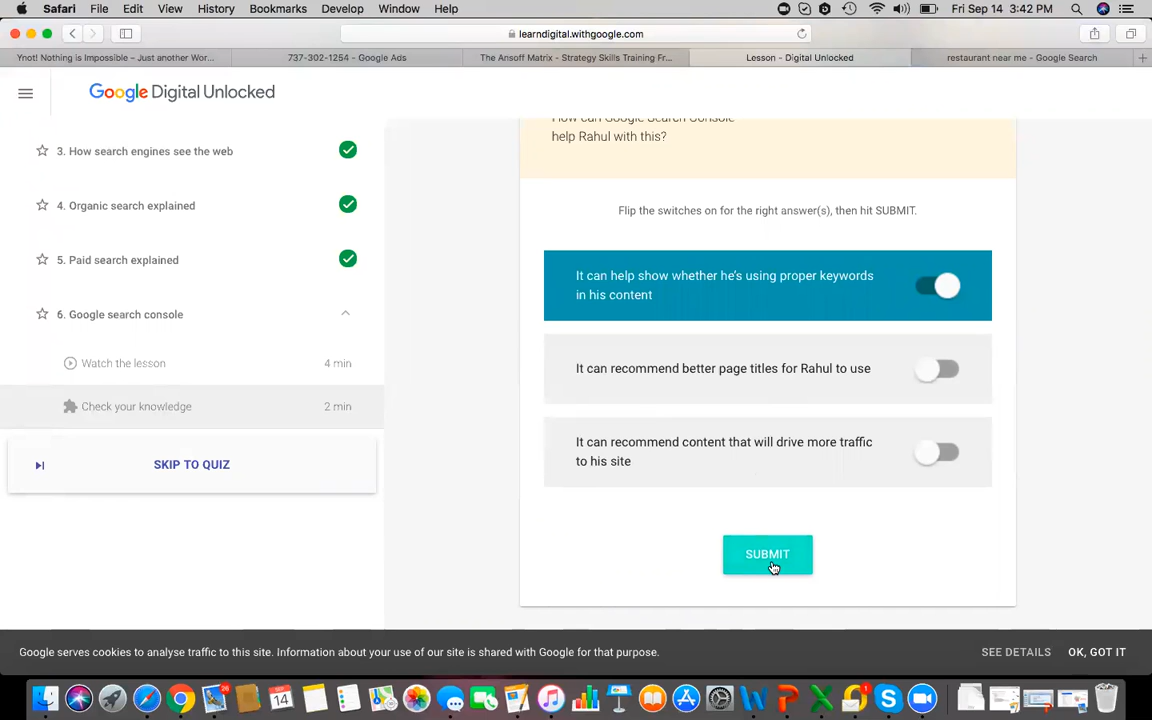 Safari File Edit View History Bookmarks Develop Window Help Fri Sep 14 3:42 PM
learndigital.withgoogle.com
Ynot! Nothing is Impossible – Just another Wor... 737-302-1254 - Google Ads The Ansoff Matrix - Strategy Skills Training Fr... Lesson - Digital Unlocked restaurant near me - Google Search
Google Digital Unlocked
3. How search engines see the web
4. Organic search explained
5. Paid search explained
6. Google search console
Watch the lesson 4 min
Check your knowledge 2 min
SKIP TO QUIZ
How can Google Search Console
help Rahul with this?
Flip the switches on for the right answer(s), then hit SUBMIT.
It can help show whether he's using proper keywords
in his content
It can recommend better page titles for Rahul to use
It can recommend content that will drive more traffic
to his site
SUBMIT
Google serves cookies to analyse traffic to this site. Information about your use of our site is shared with Google for that purpose. SEE DETAILS OK, GOT IT